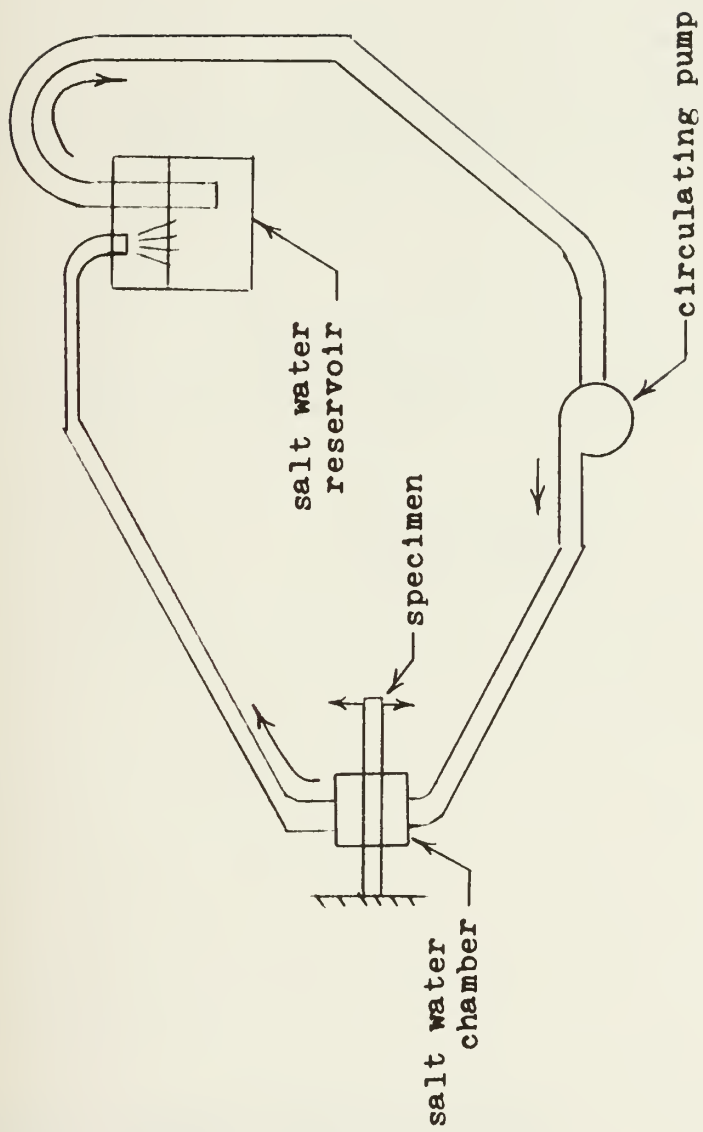 salt water
reservoir
specimen
salt water
chamber
circulating pump